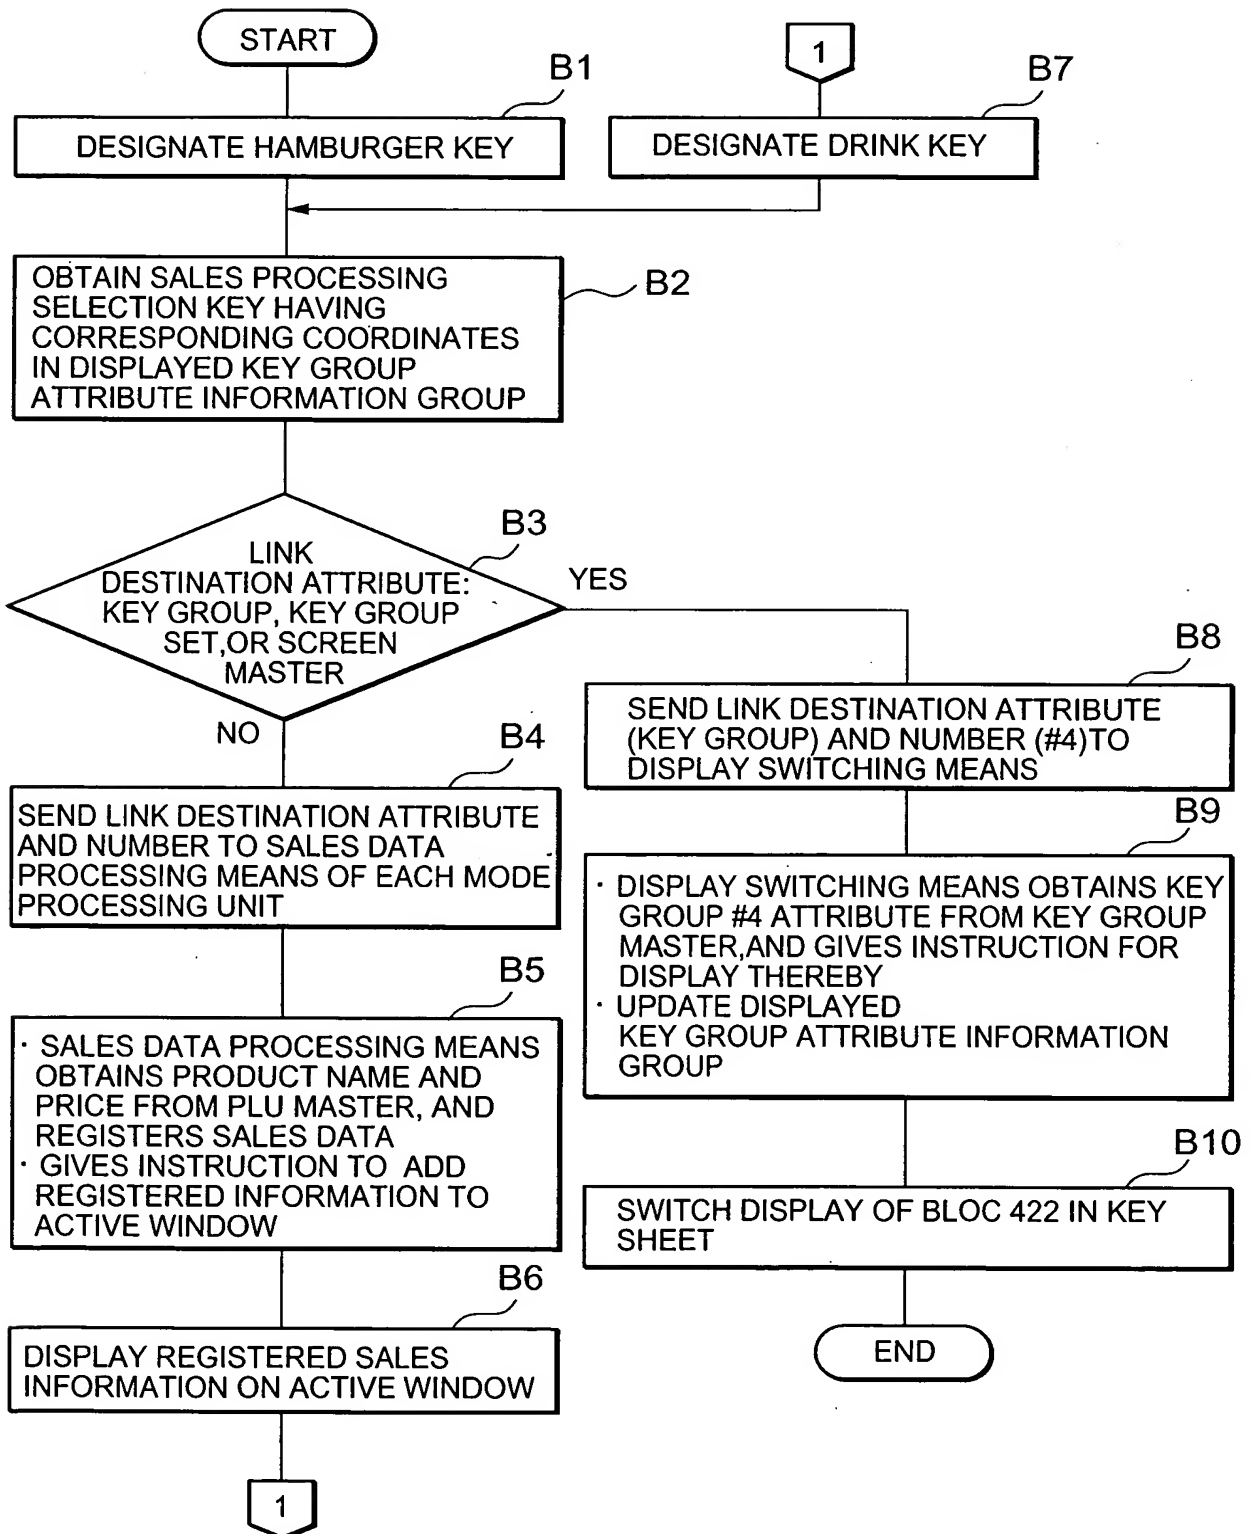 START
B1
DESIGNATE HAMBURGER KEY
1
B7
DESIGNATE DRINK KEY
OBTAIN SALES PROCESSING
SELECTION KEY HAVING
CORRESPONDING COORDINATES
IN DISPLAYED KEY GROUP
ATTRIBUTE INFORMATION GROUP
B2
B3
LINK
DESTINATION ATTRIBUTE:
KEY GROUP, KEY GROUP
SET,OR SCREEN
MASTER
YES
NO
B4
SEND LINK DESTINATION ATTRIBUTE
AND NUMBER TO SALES DATA
PROCESSING MEANS OF EACH MODE
PROCESSING UNIT
B5
· SALES DATA PROCESSING MEANS
OBTAINS PRODUCT NAME AND
PRICE FROM PLU MASTER, AND
REGISTERS SALES DATA
· GIVES INSTRUCTION TO ADD
REGISTERED INFORMATION TO
ACTIVE WINDOW
B6
DISPLAY REGISTERED SALES
INFORMATION ON ACTIVE WINDOW
1
B8
SEND LINK DESTINATION ATTRIBUTE
(KEY GROUP) AND NUMBER (#4)TO
DISPLAY SWITCHING MEANS
B9
· DISPLAY SWITCHING MEANS OBTAINS KEY
GROUP #4 ATTRIBUTE FROM KEY GROUP
MASTER,AND GIVES INSTRUCTION FOR
DISPLAY THEREBY
· UPDATE DISPLAYED
KEY GROUP ATTRIBUTE INFORMATION
GROUP
B10
SWITCH DISPLAY OF BLOC 422 IN KEY
SHEET
END